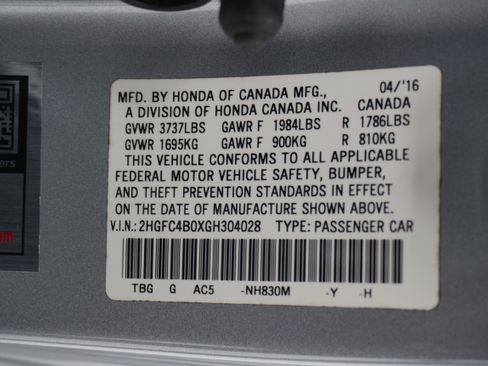 MFD. BY HONDA OF CANADA MFG., 04/'16
A DIVISION OF HONDA CANADA INC. CANADA
GVWR 3737LBS GAWR F 1984LBS R 1786LBS
GVWR 1695KG GAWR F 900KG R 810KG
THIS VEHICLE CONFORMS TO ALL APPLICABLE
FEDERAL MOTOR VEHICLE SAFETY, BUMPER,
AND THEFT PREVENTION STANDARDS IN EFFECT
ON THE DATE OF MANUFACTURE SHOWN ABOVE.
V.I.N.: 2HGFC4B0XGH304028 TYPE: PASSENGER CAR
TBG G AC5 -NH830M -Y -H